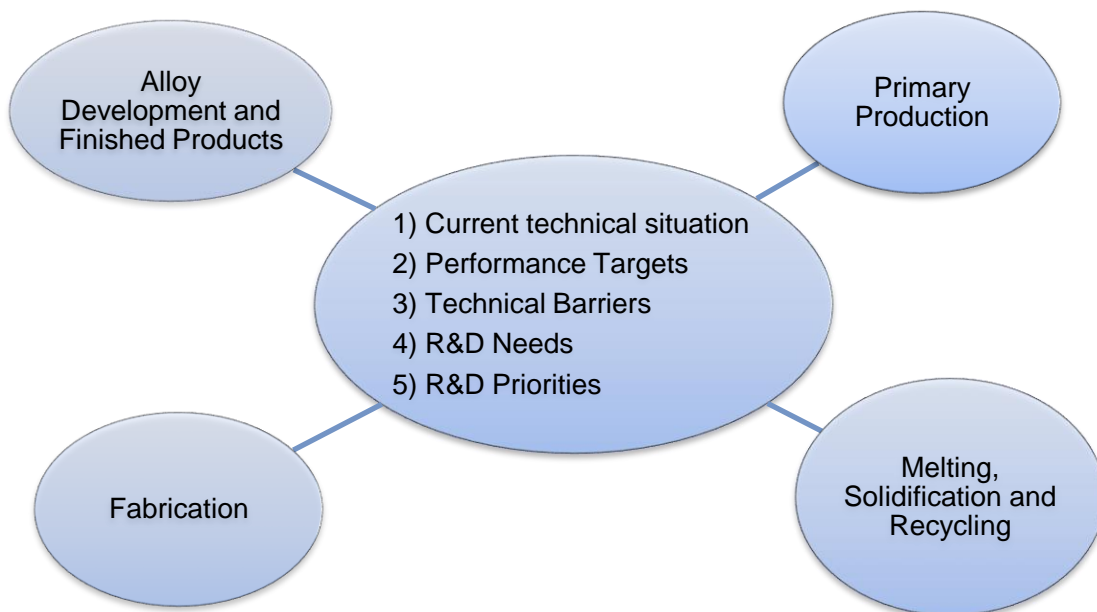 Alloy
Development and
Finished Products
Primary
Production
1) Current technical situation
2) Performance Targets
3) Technical Barriers
4) R&D Needs
5) R&D Priorities
Fabrication
Melting,
Solidification and
Recycling